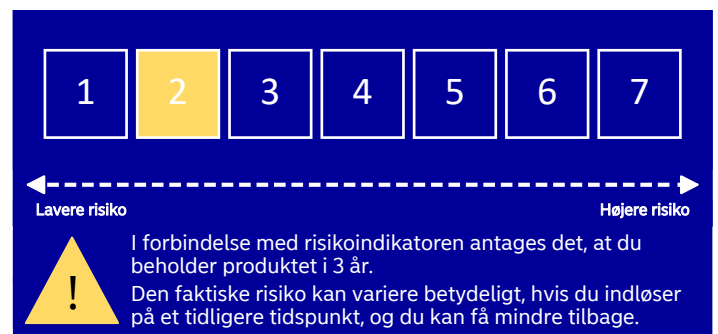 1 2 3 4 5 6 7
Lavere risiko Højere risiko
I forbindelse med risikoindikatoren antages det, at du
beholder produktet i 3 år.
!
Den faktiske risiko kan variere betydeligt, hvis du indløser
på et tidligere tidspunkt, og du kan få mindre tilbage.